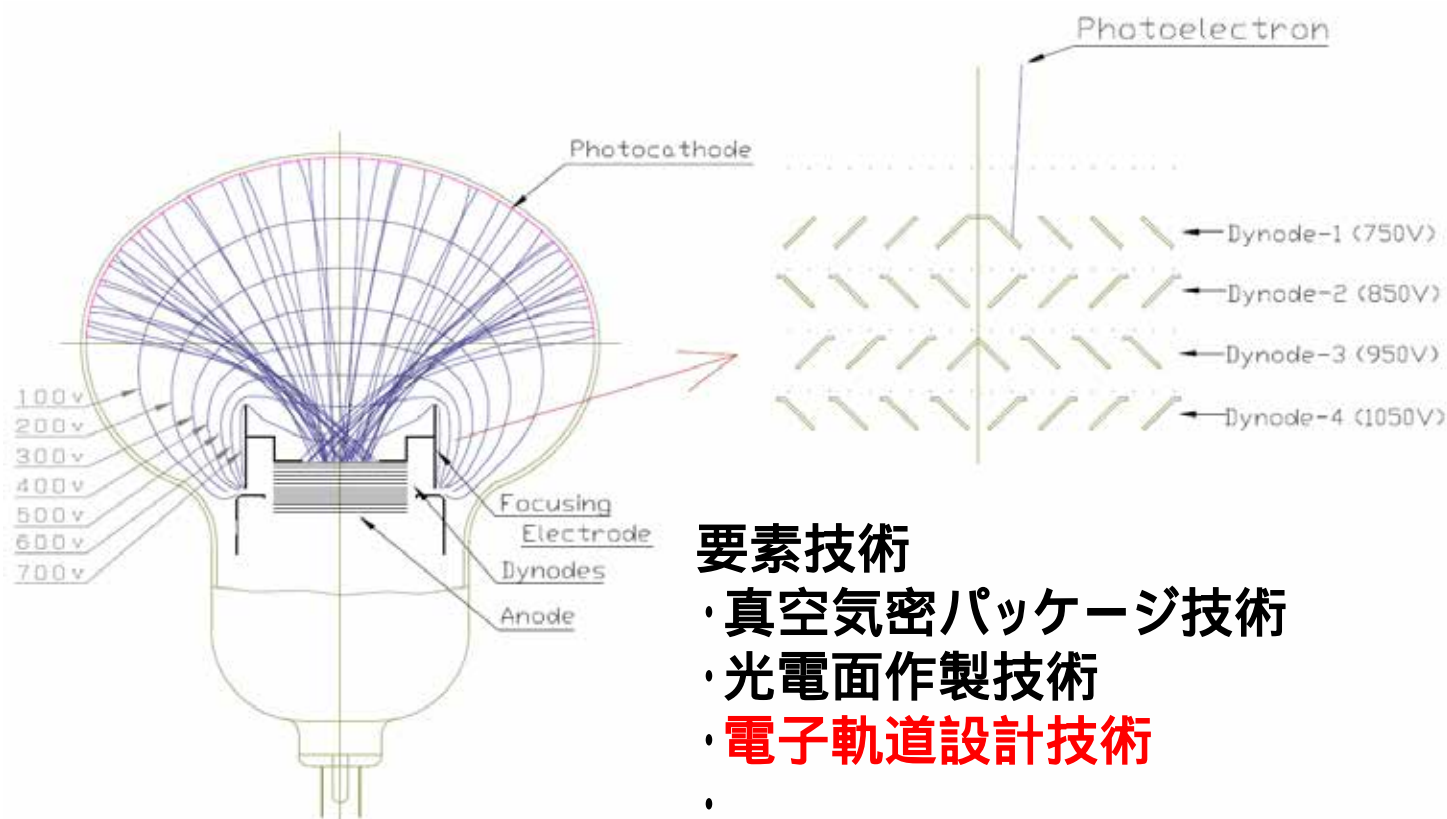 Photoelectron
Photocathode
Dynode-1 (750V)
Dynode-2 (850V)
Dynode-3 (950V)
Dynode-4 (1050V)
100v
200v
300v
400v
500v
600v
700v
Focusing
Electrode
Dynodes
Anode
要素技術
・真空気密パッケージ技術
・光電面作製技術
・電子軌道設計技術
・